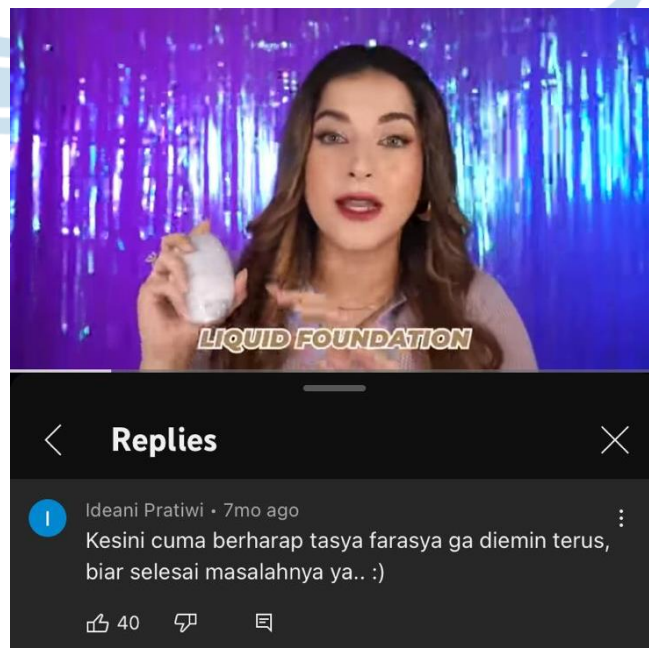 LIQUID FOUNDATION
Replies
I
Ideani Pratiwi • 7mo ago
Kesini cuma berharap tasya farasya ga diemin terus,
biar selesai masalahnya ya.. :)
40